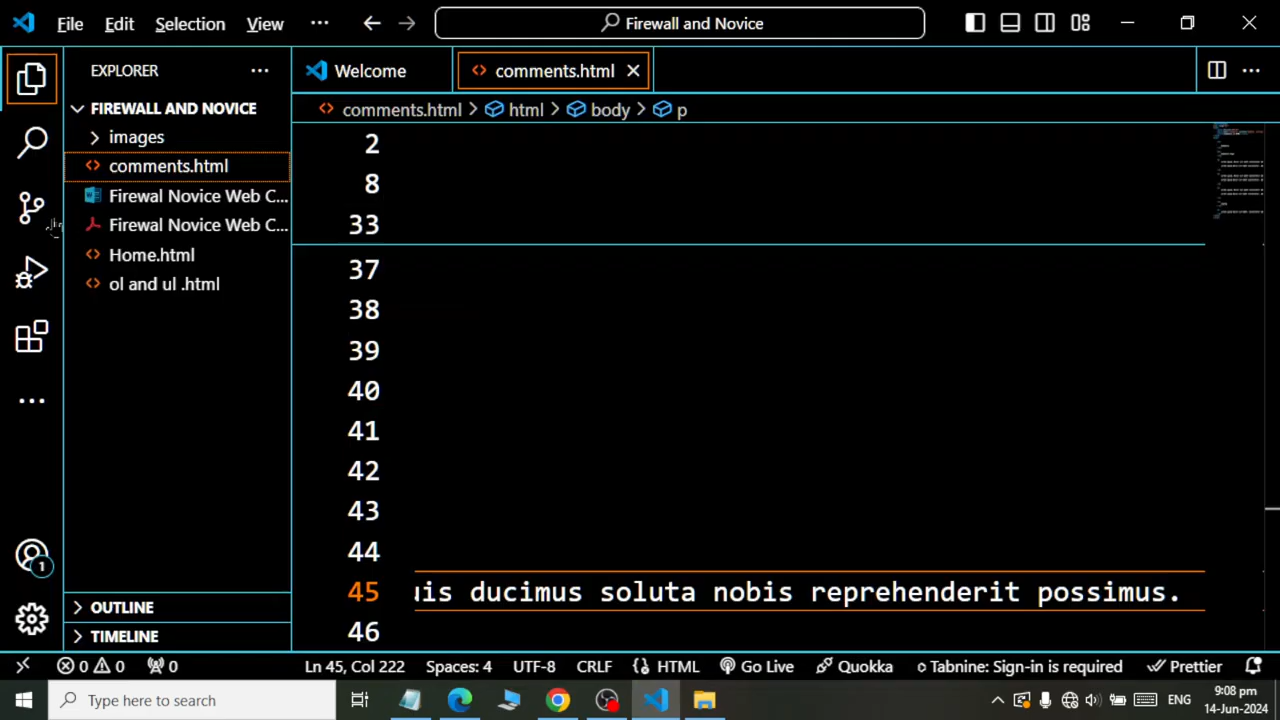 File Edit Selection View ··· Firewall and Novice
EXPLORER ··· Welcome comments.html
FIREWALL AND NOVICE
comments.html > html > body > p
images
comments.html
Firewal Novice Web C...
Firewal Novice Web C...
Home.html
ol and ul .html
2
8
33
37
38
39
40
41
42
43
44
45 uis ducimus soluta nobis reprehenderit possimus.
46
1
OUTLINE
TIMELINE
0 0 0 Ln 45, Col 222 Spaces: 4 UTF-8 CRLF HTML Go Live Quokka Tabnine: Sign-in is required Prettier
Type here to search ENG 9:08 pm
14-Jun-2024